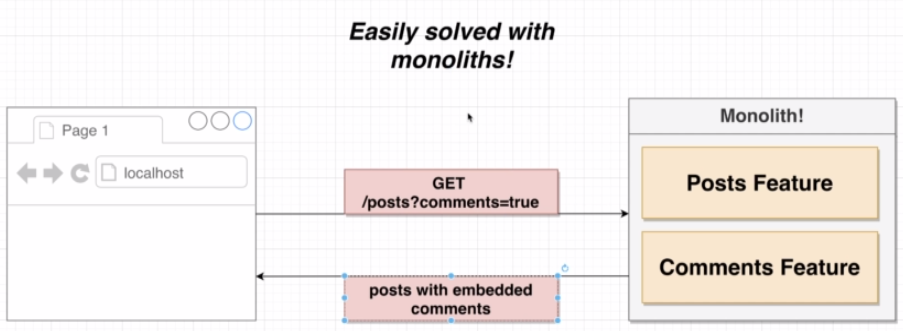 Easily solved with
monoliths!
Page 1
localhost
GET
/posts?comments=true
posts with embedded
comments
Monolith!
Posts Feature
Comments Feature